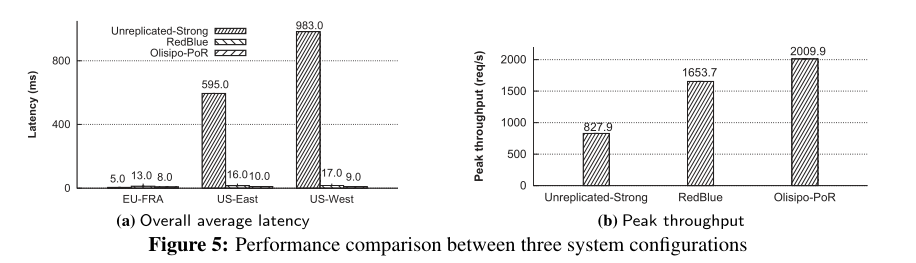 Unreplicated-Strong
RedBlue
Olisipo-PoR
Latency (ms)
800
400
0
5.0 13.0 8.0
595.0
16.0 10.0
983.0
17.0 9.0
EU-FRA US-East US-West
(a) Overall average latency
Peak throughput (req/s)
2000
1500
1000
500
0
827.9
1653.7
2009.9
Unreplicated-Strong RedBlue Olisipo-PoR
(b) Peak throughput
Figure 5: Performance comparison between three system configurations